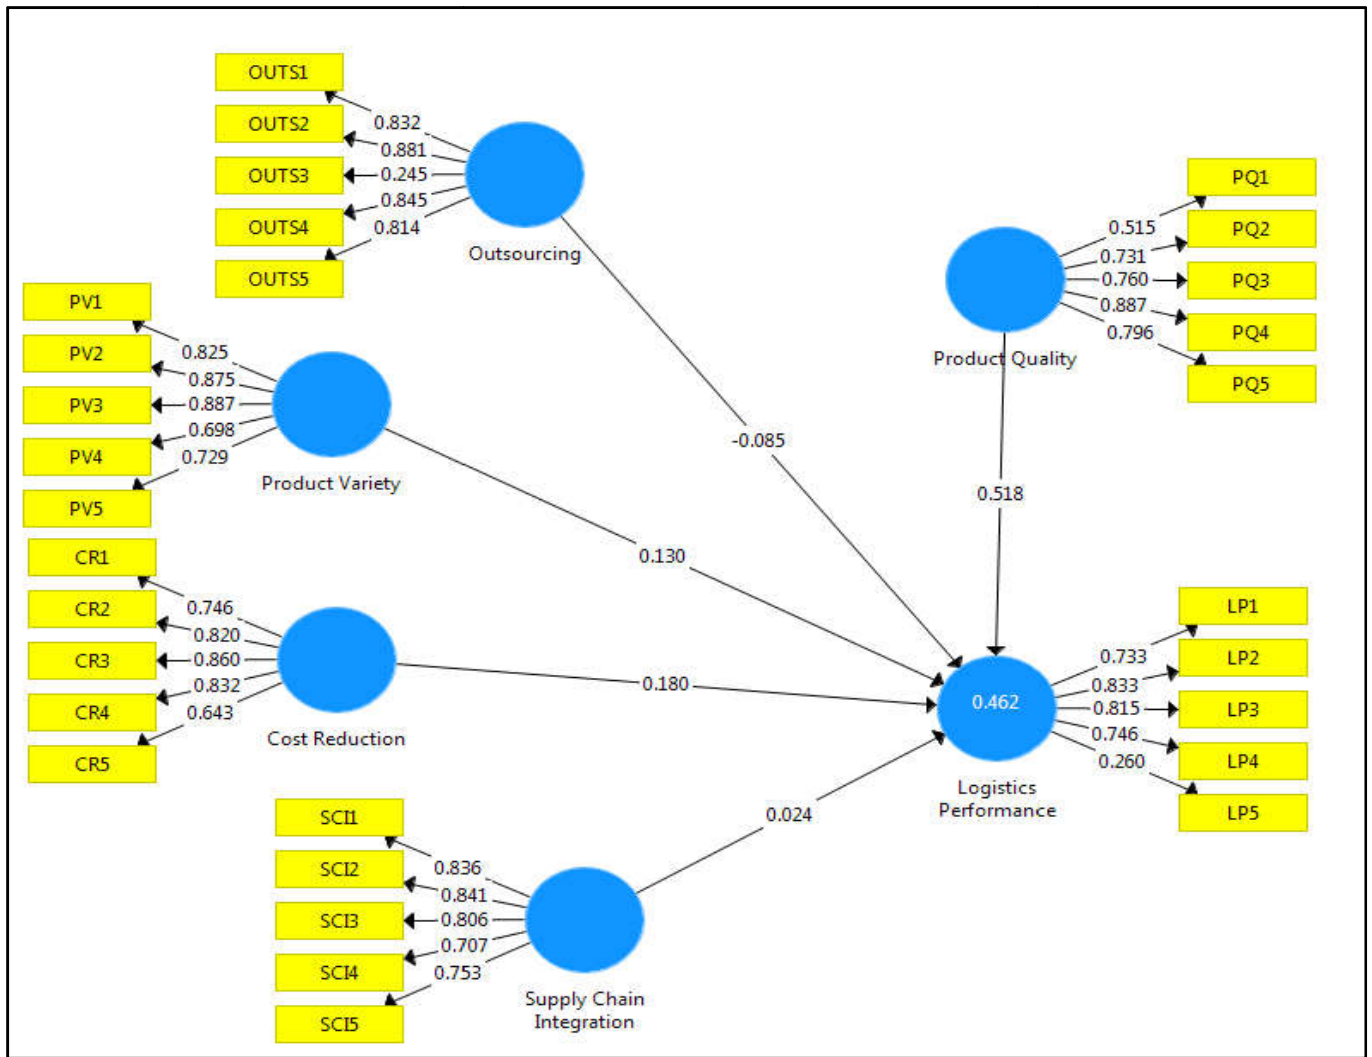 OUTS1
OUTS2
OUTS3
OUTS4
OUTS5
0.832
0.881
0.245
0.845
0.814
Outsourcing
PV1
PV2
PV3
PV4
PV5
0.825
0.875
0.887
0.698
0.729
Product Variety
CR1
CR2
CR3
CR4
CR5
0.746
0.820
0.860
0.832
0.643
Cost Reduction
SCI1
SCI2
SCI3
SCI4
SCI5
0.836
0.841
0.806
0.707
0.753
Supply Chain
Integration
-0.085
0.130
0.180
0.024
0.518
Product Quality
0.515
0.731
0.760
0.887
0.796
PQ1
PQ2
PQ3
PQ4
PQ5
0.462
Logistics
Performance
0.733
0.833
0.815
0.746
0.260
LP1
LP2
LP3
LP4
LP5